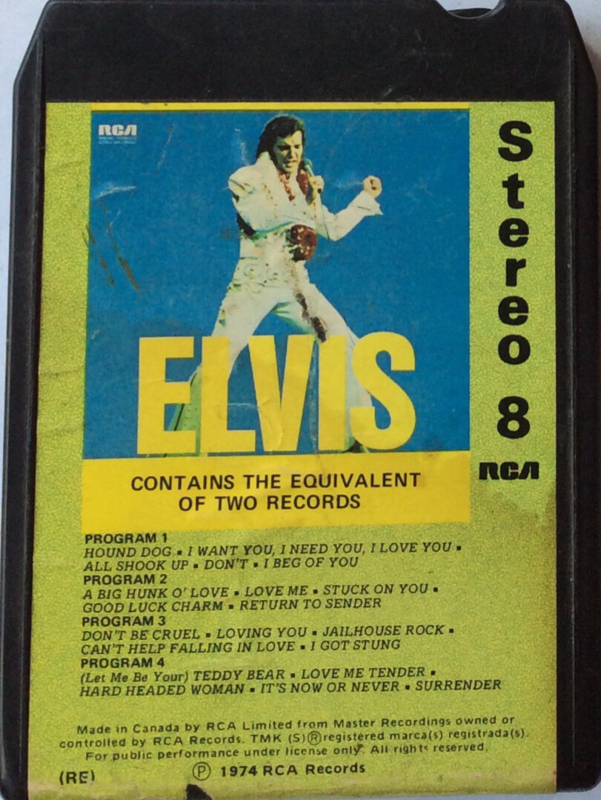 RCA
ELVIS
CONTAINS THE EQUIVALENT
OF TWO RECORDS
Stereo 8
RCA
PROGRAM 1
HOUND DOG ▪ I WANT YOU, I NEED YOU, I LOVE YOU ▪
ALL SHOOK UP ▪ DON'T ▪ I BEG OF YOU
PROGRAM 2
A BIG HUNK O' LOVE ▪ LOVE ME ▪ STUCK ON YOU ▪
GOOD LUCK CHARM ▪ RETURN TO SENDER
PROGRAM 3
DON'T BE CRUEL ▪ LOVING YOU ▪ JAILHOUSE ROCK ▪
CAN'T HELP FALLING IN LOVE ▪ I GOT STUNG
PROGRAM 4
(Let Me Be Your) TEDDY BEAR ▪ LOVE ME TENDER ▪
HARD HEADED WOMAN ▪ IT'S NOW OR NEVER ▪ SURRENDER
Made in Canada by RCA Limited from Master Recordings owned or
controlled by RCA Records. TMK (S)®registered marca(s) registrada(s).
For public performance under license only. All rights reserved.
(RE) ℗ 1974 RCA Records